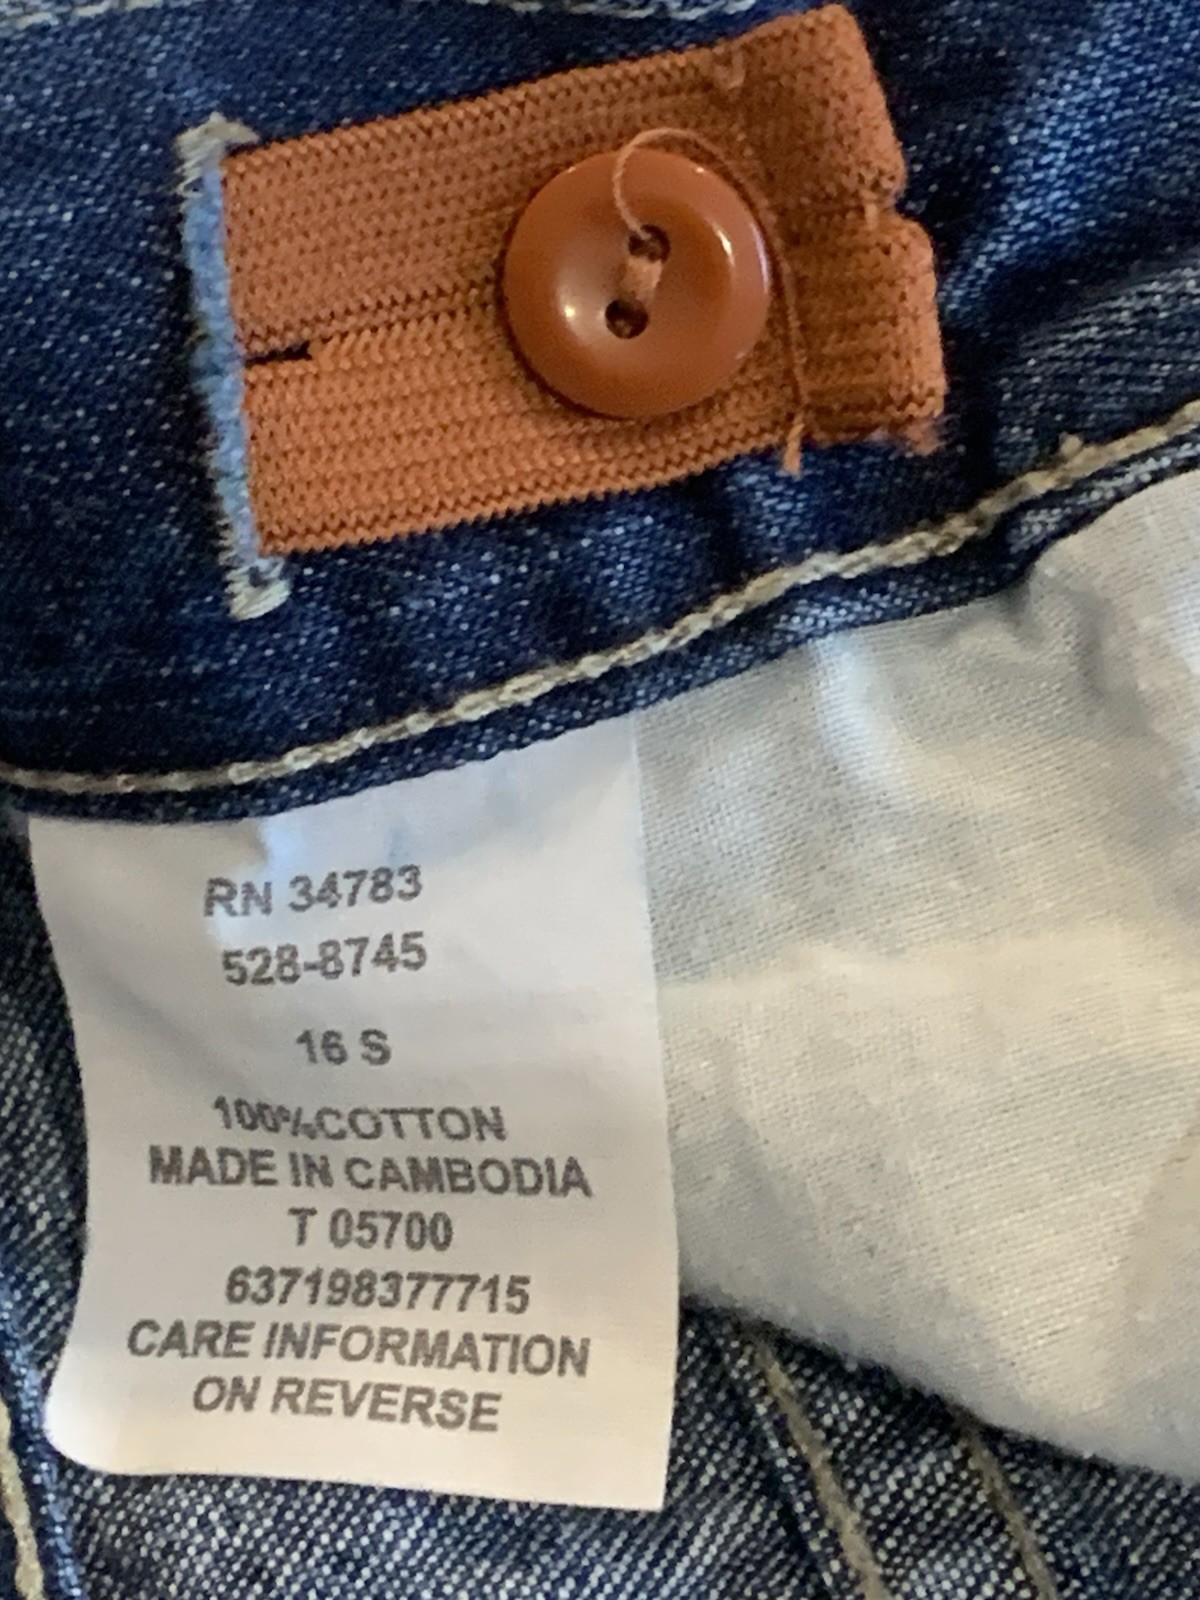 RN 34783
528-8745
16 S
100%COTTON
MADE IN CAMBODIA
T 05700
637198377715
CARE INFORMATION
ON REVERSE